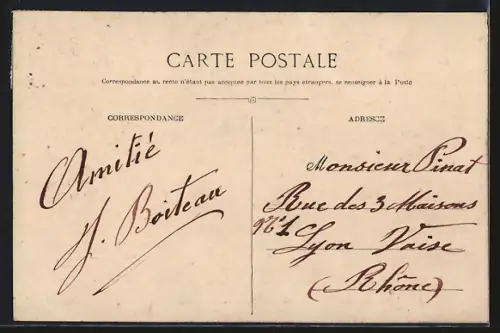 CARTE POSTALE
Correspondance au recto n'étant pas acceptée par tous les pays étrangers, se renseigner à la Poste
CORRESPONDANCE
Amitié
J. Boiteau
ADRESSE
Monsieur Pinat
Rue des 3 Maisons
N° 1
Lyon Vaise
(Rhône)